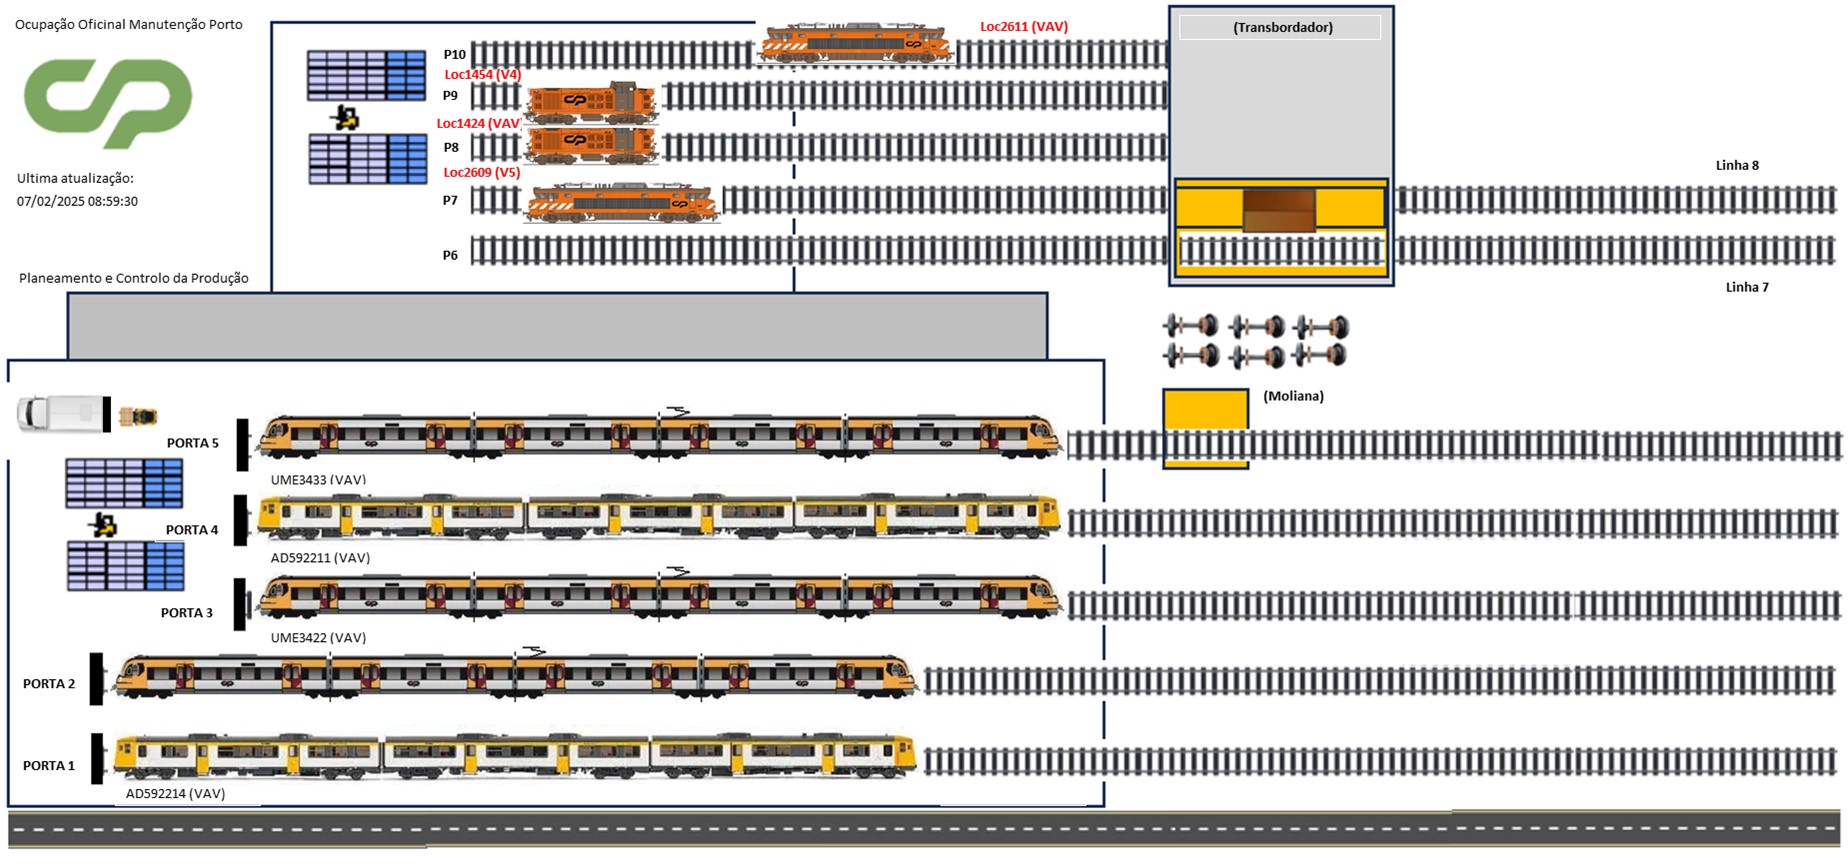 Ocupação Oficinal Manutenção Porto
Ultima atualização:
07/02/2025 08:59:30
Planeamento e Controlo da Produção
Loc2611 (VAV)
(Transbordador)
P10
Loc1454 (V4)
P9
Loc1424 (VAV)
P8
Linha 8
Loc2609 (V5)
P7
P6
Linha 7
(Moliana)
PORTA 5
UME3433 (VAV)
PORTA 4
AD592211 (VAV)
PORTA 3
UME3422 (VAV)
PORTA 2
PORTA 1
AD592214 (VAV)